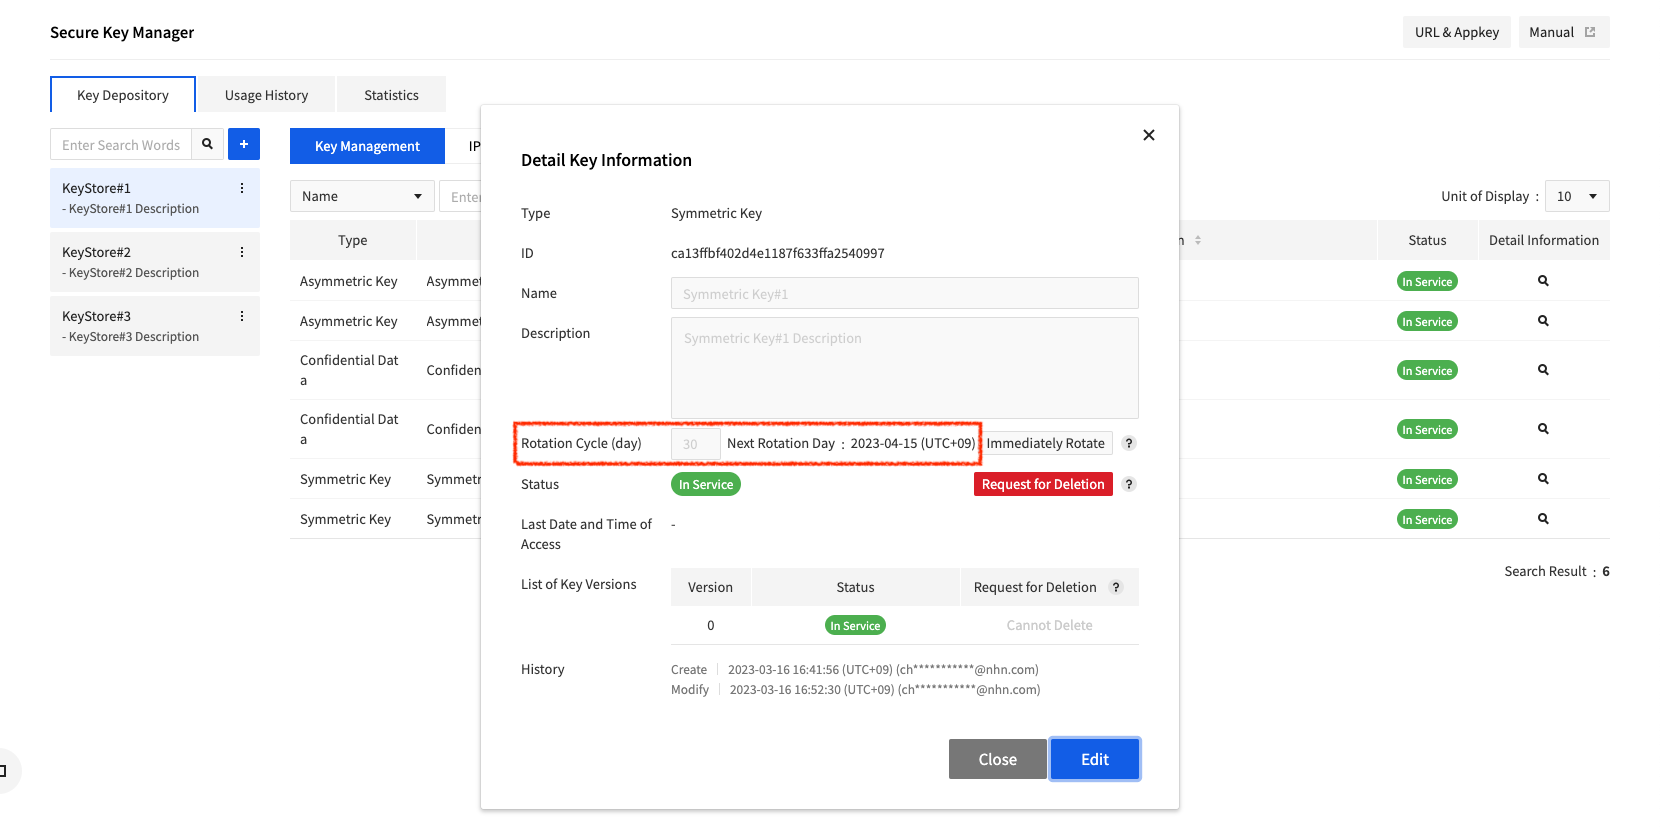 Secure Key Manager
URL & Appkey
Manual
Key Depository
Usage History
Statistics
Enter Search Words
+
KeyStore#1
- KeyStore#1 Description
KeyStore#2
- KeyStore#2 Description
KeyStore#3
- KeyStore#3 Description
Key Management
IP
Name
Enter
Unit of Display : 10
Type
Status
Detail Information
Asymmetric Key
Asymmet
In Service
Asymmetric Key
Asymmet
In Service
Confidential Dat
a
Confiden
In Service
Confidential Dat
a
Confiden
In Service
Symmetric Key
Symmetr
In Service
Symmetric Key
Symmetr
In Service
Search Result : 6
Detail Key Information
Type
Symmetric Key
ID
ca13ffbf402d4e1187f633ffa2540997
Name
Symmetric Key#1
Description
Symmetric Key#1 Description
Rotation Cycle (day)
30
Next Rotation Day : 2023-04-15 (UTC+09)
Immediately Rotate
?
Status
In Service
Request for Deletion
?
Last Date and Time of
Access
-
List of Key Versions
Version
Status
Request for Deletion ?
0
In Service
Cannot Delete
History
Create 2023-03-16 16:41:56 (UTC+09) (ch***********@nhn.com)
Modify 2023-03-16 16:52:30 (UTC+09) (ch***********@nhn.com)
Close
Edit